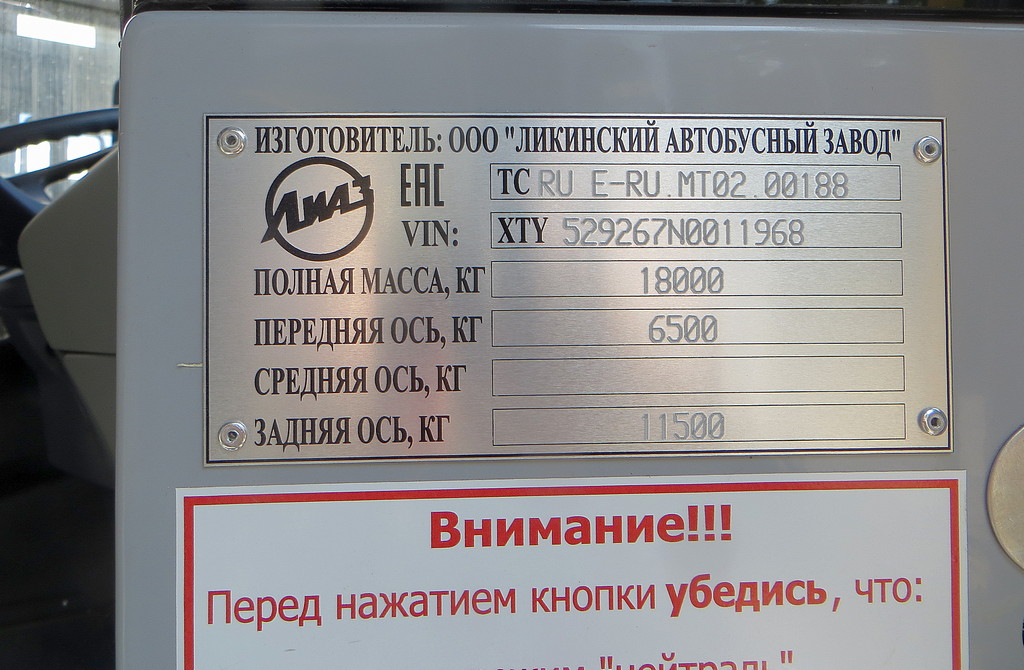 ИЗГОТОВИТЕЛЬ: ООО "ЛИКИНСКИЙ АВТОБУСНЫЙ ЗАВОД"
ЛиАЗ
ЕАС
ТС RU E-RU.MT02.00188
VIN: XTY 529267N0011968
ПОЛНАЯ МАССА, КГ 18000
ПЕРЕДНЯЯ ОСЬ, КГ 6500
СРЕДНЯЯ ОСЬ, КГ
ЗАДНЯЯ ОСЬ, КГ 11500
Внимание!!!
Перед нажатием кнопки убедись, что:
"нейтраль"